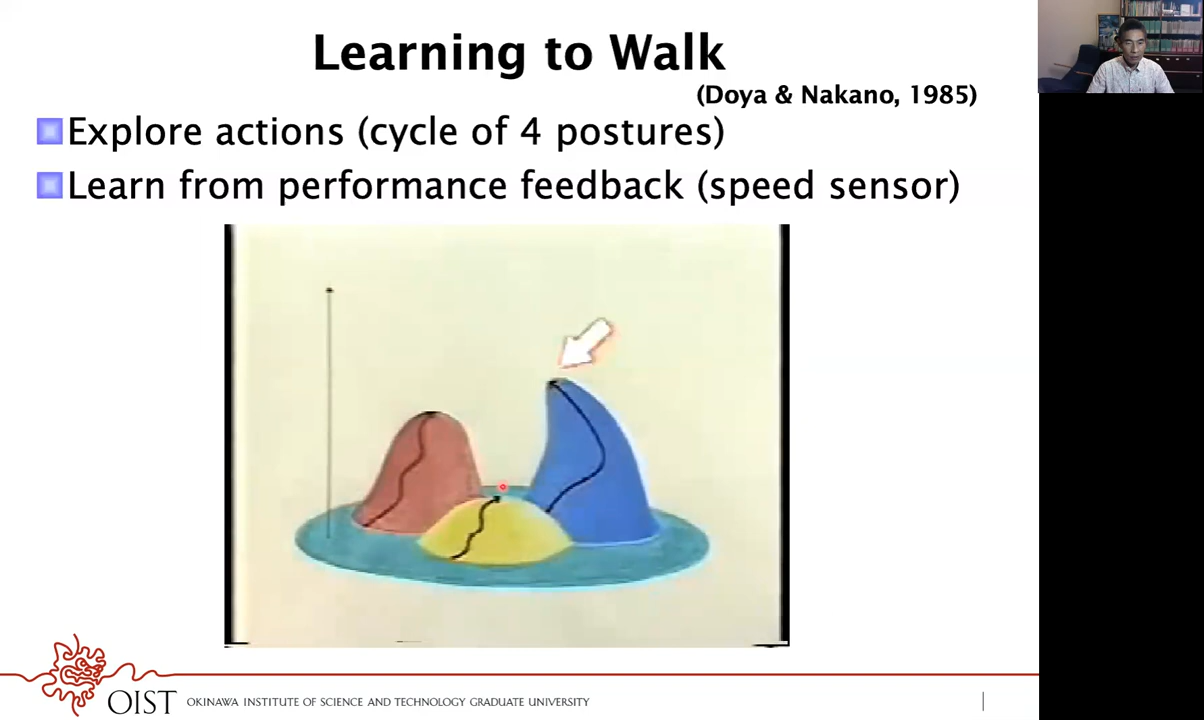 Learning to Walk
(Doya & Nakano, 1985)
Explore actions (cycle of 4 postures)
Learn from performance feedback (speed sensor)
OIST OKINAWA INSTITUTE OF SCIENCE AND TECHNOLOGY GRADUATE UNIVERSITY